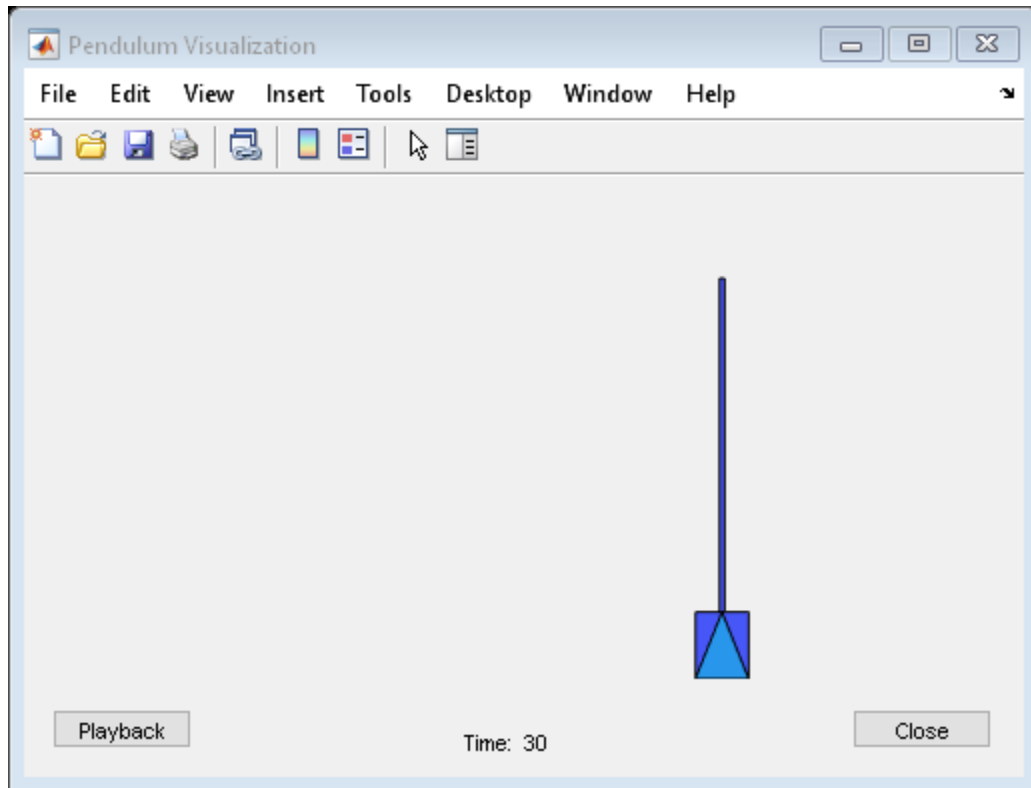 Pendulum Visualization
File Edit View Insert Tools Desktop Window Help
Playback
Time: 30
Close